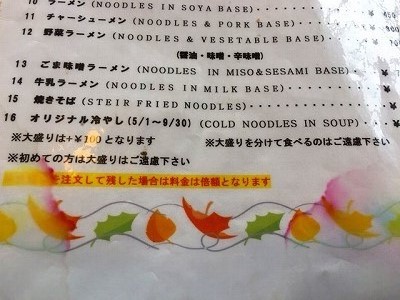 10 ラーメン (NOODLES IN SOYA BASE)
11 チャーシューメン (NOODLES & PORK BASE)
12 野菜ラーメン (NOODLES & VESETABLE BASE)
(醤油・味噌・辛味噌)
13 ごま味噌ラーメン (NOODLES IN MISO&SESAMI BASE)
14 牛乳ラーメン (NOODLES IN MILK BASE)
15 焼きそば (STEIR FRIED NOODLES)
16 オリジナル冷やし (5/1~9/30) (COLD NOODLES IN SOUP)
※大盛りは+¥100となります ※大盛りを分けて食べるのはご遠慮下さい
※初めての方は大盛りはご遠慮下さい
を注文して残した場合は料金は倍額となります